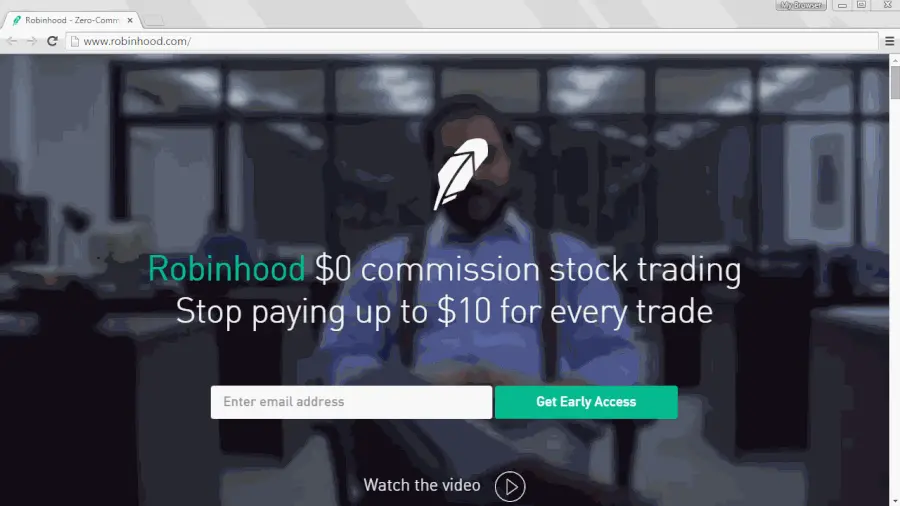 Robinhood - Zero-Comm
My Browser
www.robinhood.com/
Robinhood $0 commission stock trading
Stop paying up to $10 for every trade
Enter email address
Get Early Access
Watch the video